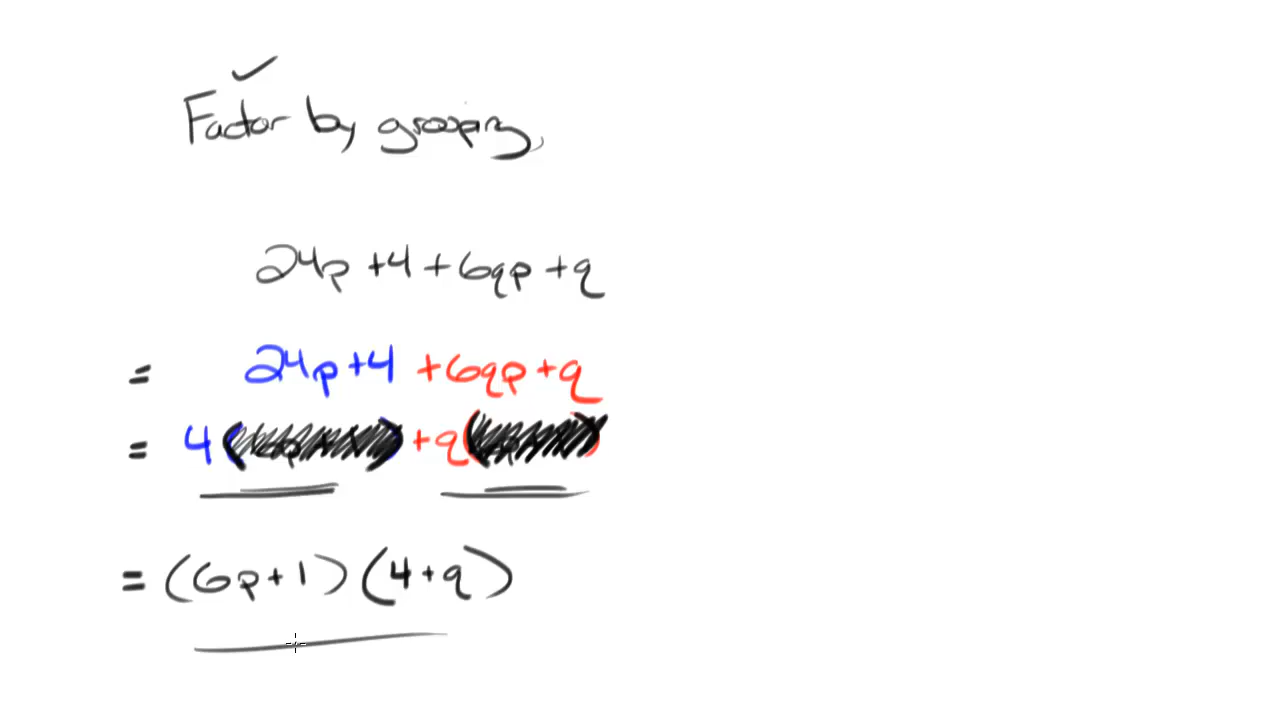 Factor by grouping,
24p +4 + 6qp + q
= 24p+4 +6qp+q
= 4 +q
= (6p+1) (4+q)